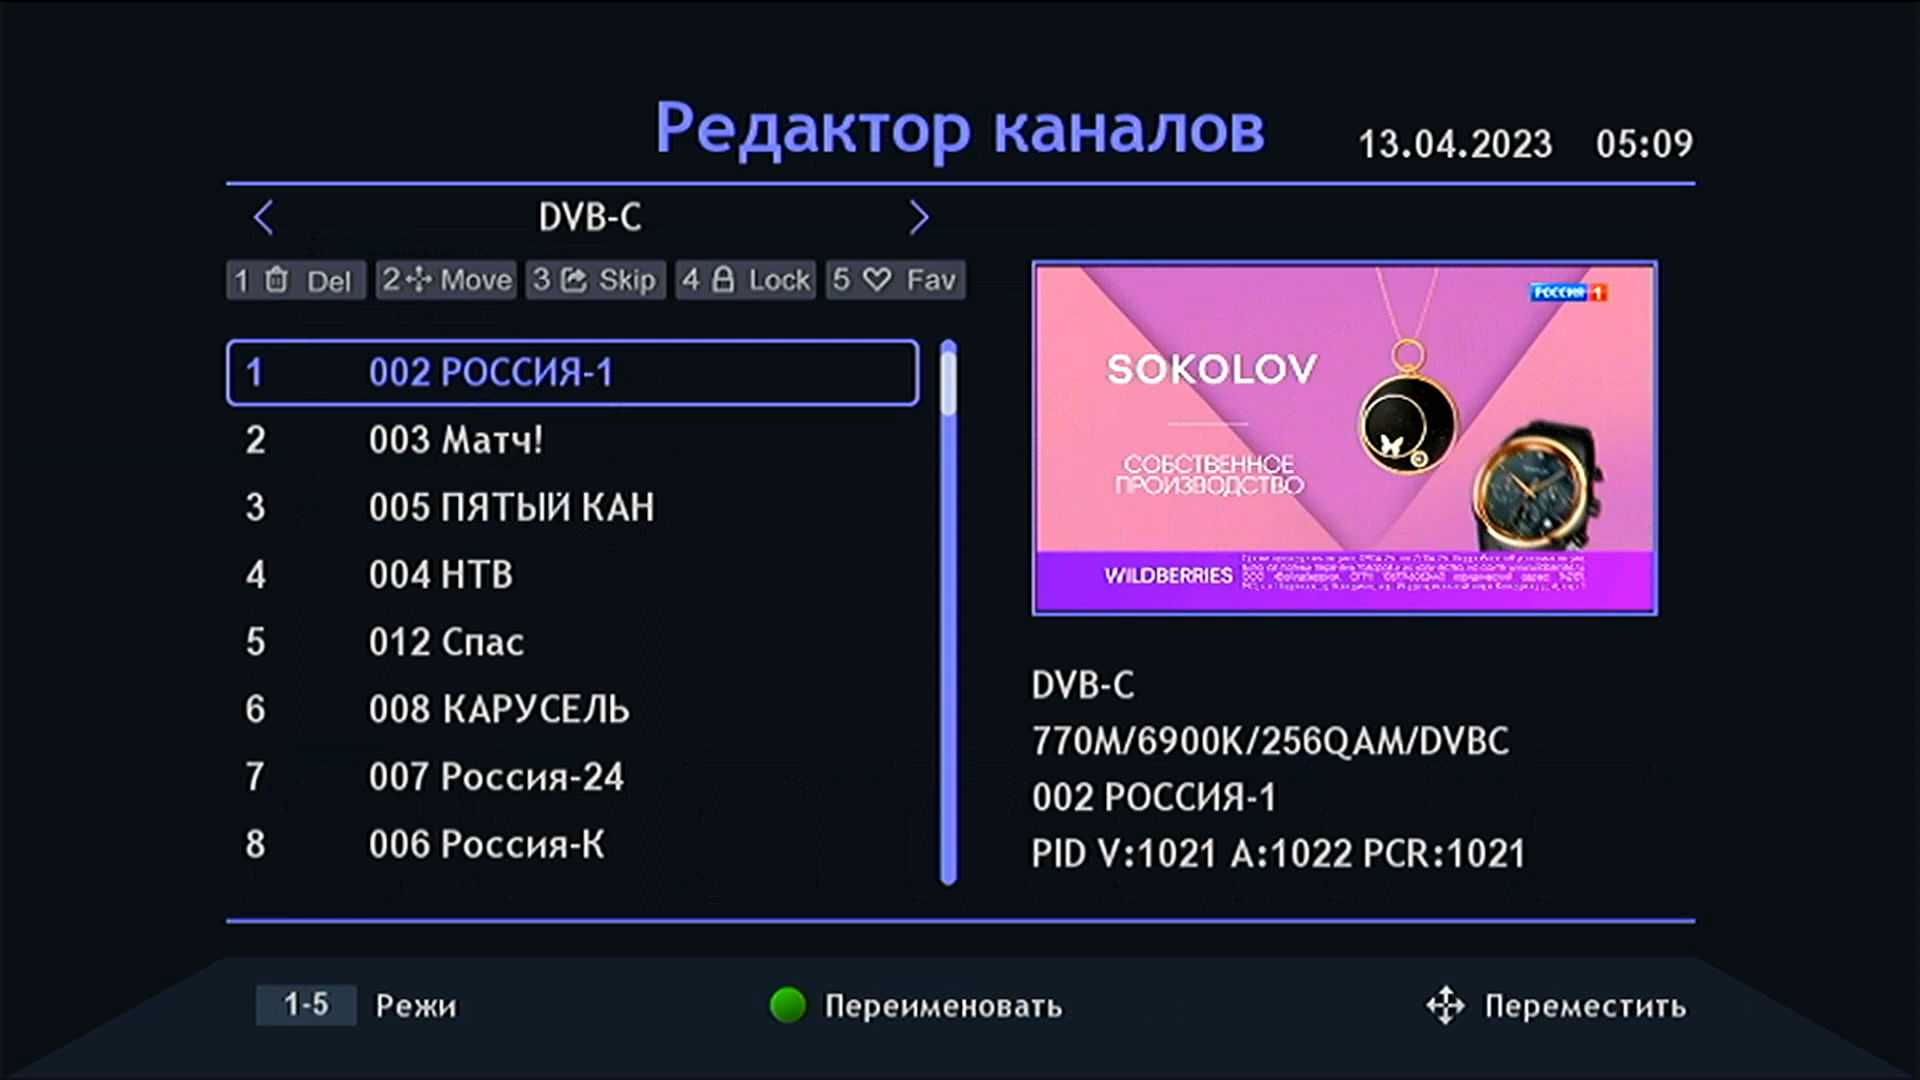 Редактор каналов 13.04.2023 05:09
DVB-C
1 Del 2 Move 3 Skip 4 Lock 5 Fav
1 002 РОССИЯ-1
2 003 Матч!
3 005 ПЯТЫЙ КАН
4 004 НТВ
5 012 Спас
6 008 КАРУСЕЛЬ
7 007 Россия-24
8 006 Россия-К
РОССИЯ 1
SOKOLOV
СОБСТВЕННОЕ
ПРОИЗВОДСТВО
WILDBERRIES
DVB-C
770M/6900K/256QAM/DVBC
002 РОССИЯ-1
PID V:1021 A:1022 PCR:1021
1-5 Режи
Переименовать
Переместить